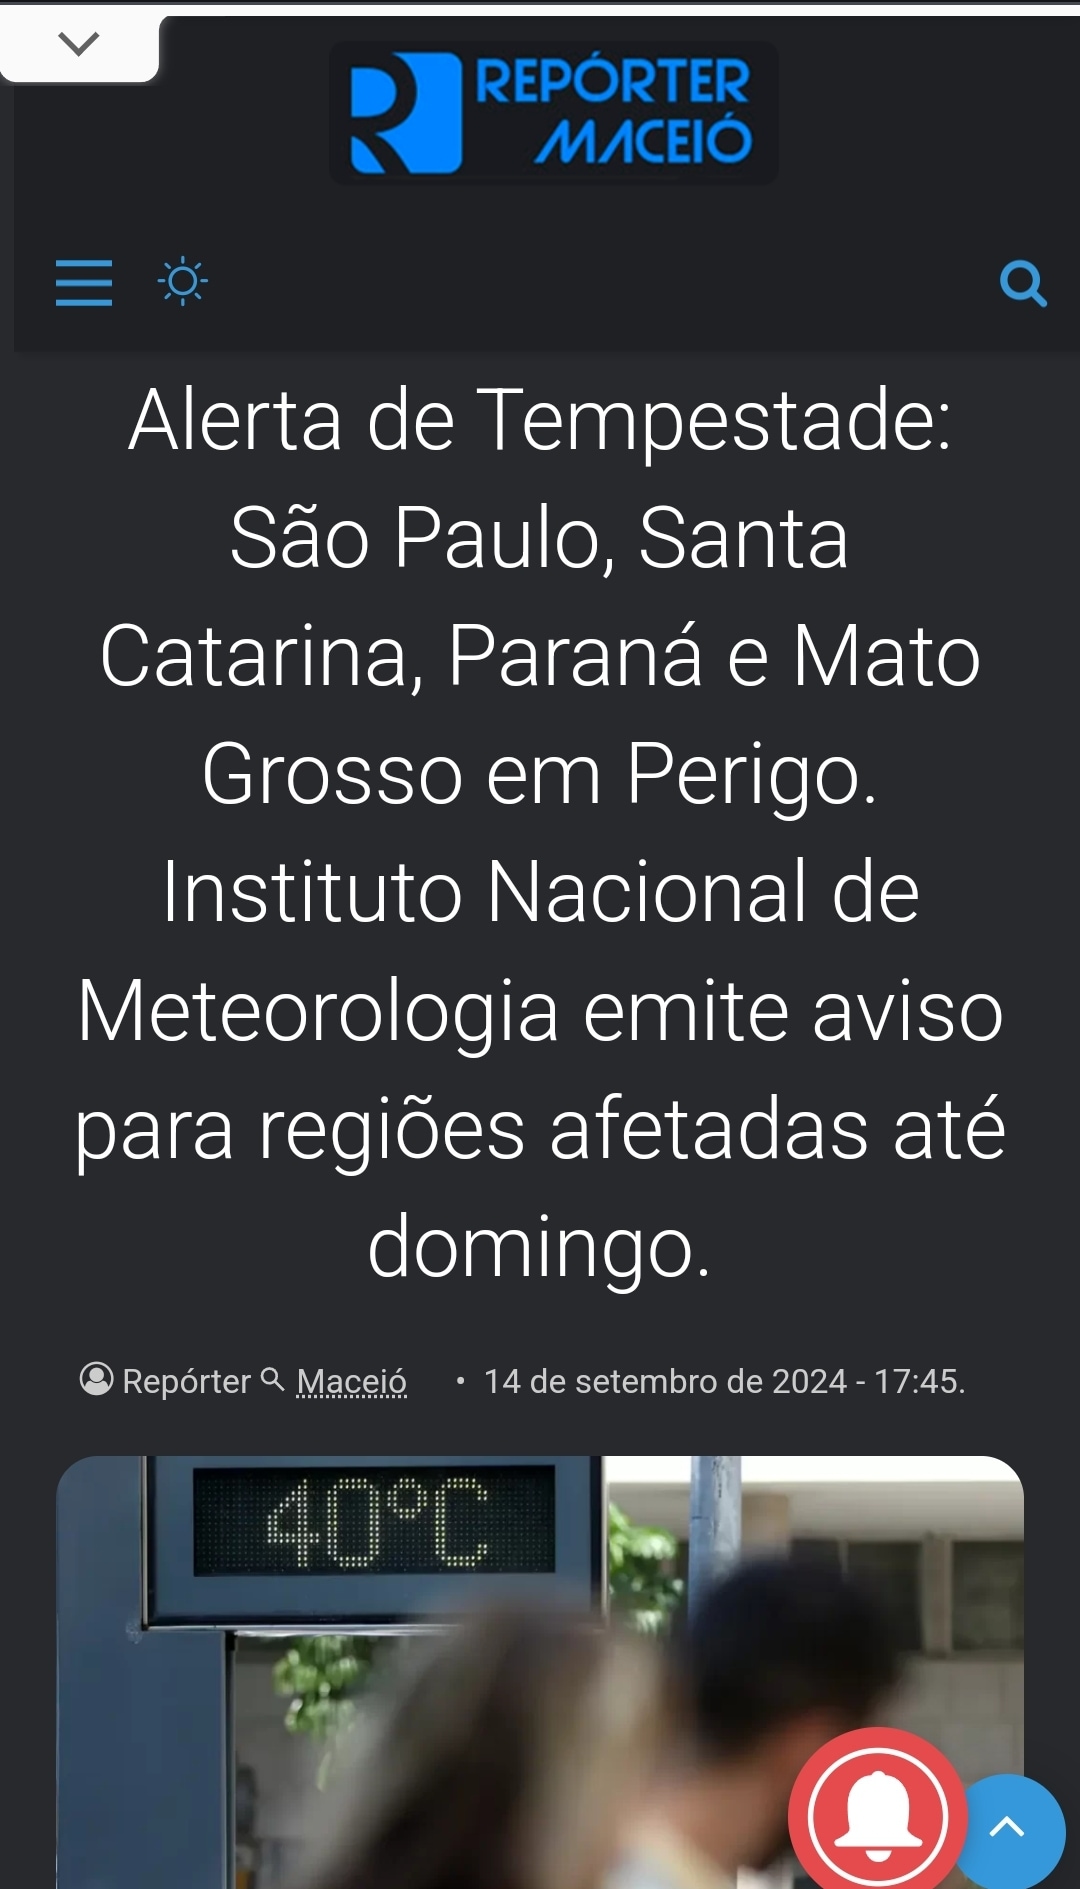 REPÓRTER
MACEIÓ
Alerta de Tempestade:
São Paulo, Santa
Catarina, Paraná e Mato
Grosso em Perigo.
Instituto Nacional de
Meteorologia emite aviso
para regiões afetadas até
domingo.
Repórter Maceió • 14 de setembro de 2024 - 17:45.
40°C